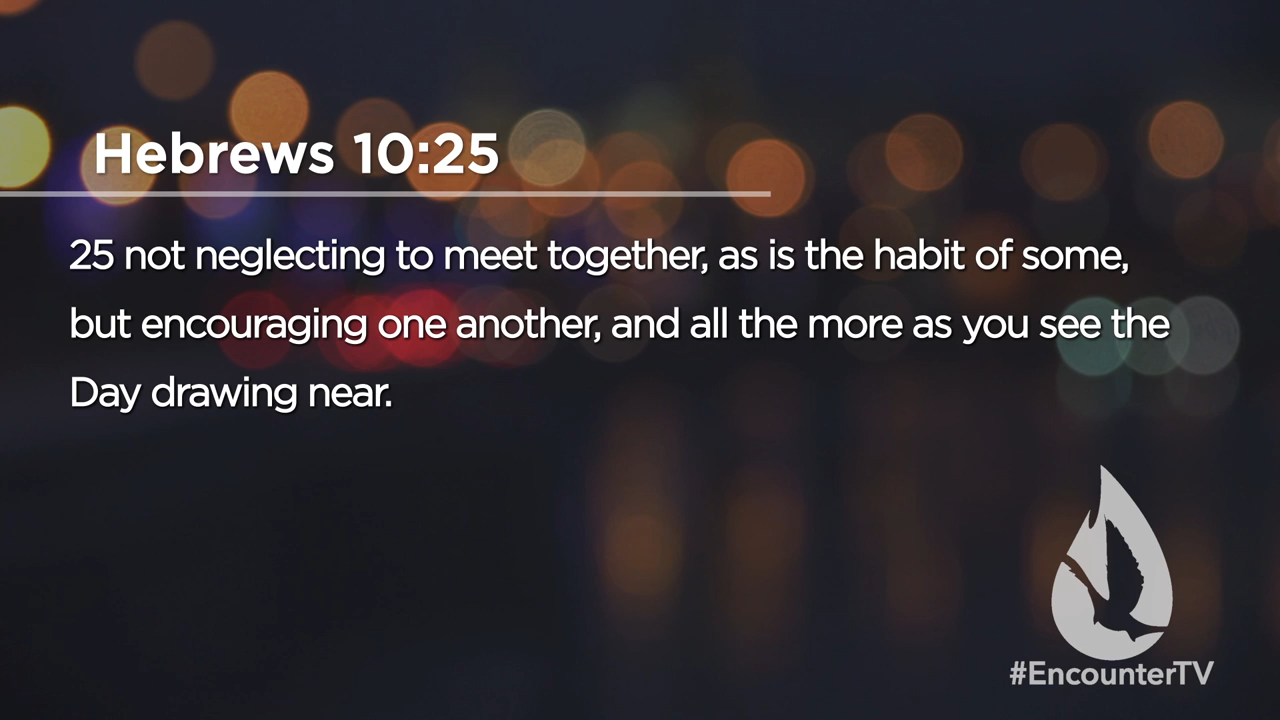 Hebrews 10:25
25 not neglecting to meet together, as is the habit of some,
but encouraging one another, and all the more as you see the
Day drawing near.
#EncounterTV